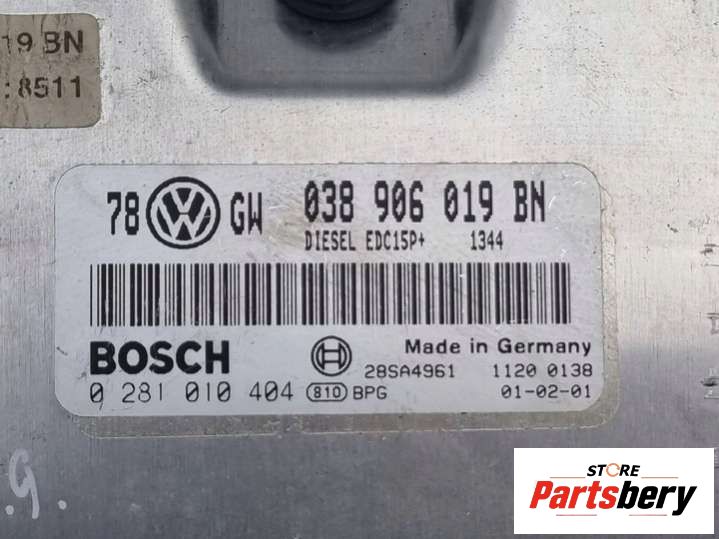 19 BN
:8511
78 GW 038 906 019 BN
DIESEL EDC15P+ 1344
BOSCH
Made in Germany
28SA4961 1120 0138
0 281 010 404 810 BPG 01-02-01
.g.
STORE
Partsbery